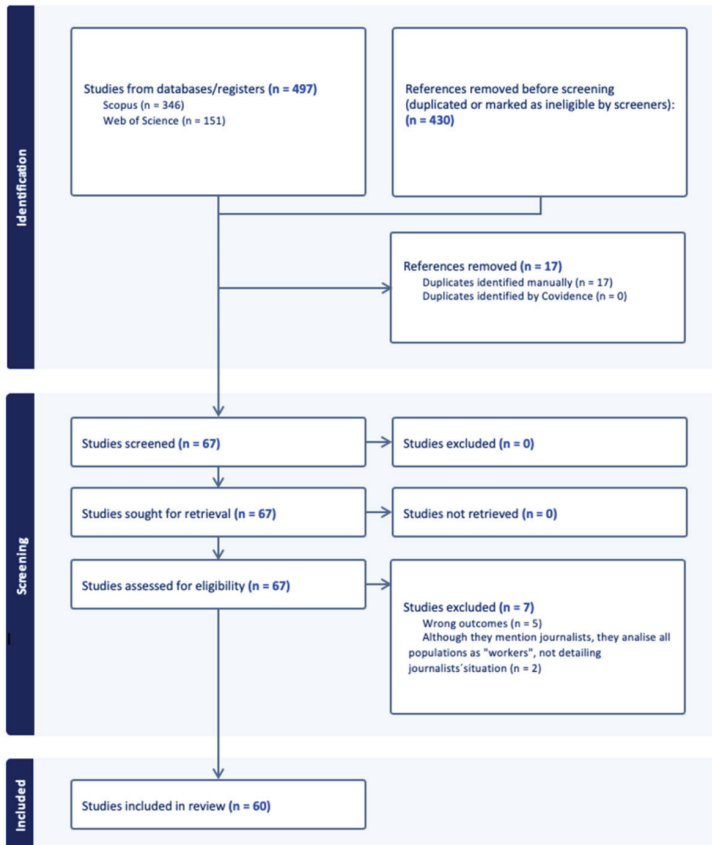 Identification
Studies from databases/registers (n = 497)
Scopus (n = 346)
Web of Science (n = 151)
References removed before screening
(duplicated or marked as ineligible by screeners):
(n = 430)
References removed (n = 17)
Duplicates identified manually (n = 17)
Duplicates identified by Covidence (n = 0)
Screening
Studies screened (n = 67)
Studies excluded (n = 0)
Studies sought for retrieval (n = 67)
Studies not retrieved (n = 0)
Studies assessed for eligibility (n = 67)
Studies excluded (n = 7)
Wrong outcomes (n = 5)
Although they mention journalists, they analise all
populations as "workers", not detailing
journalists´situation (n = 2)
Included
Studies included in review (n = 60)